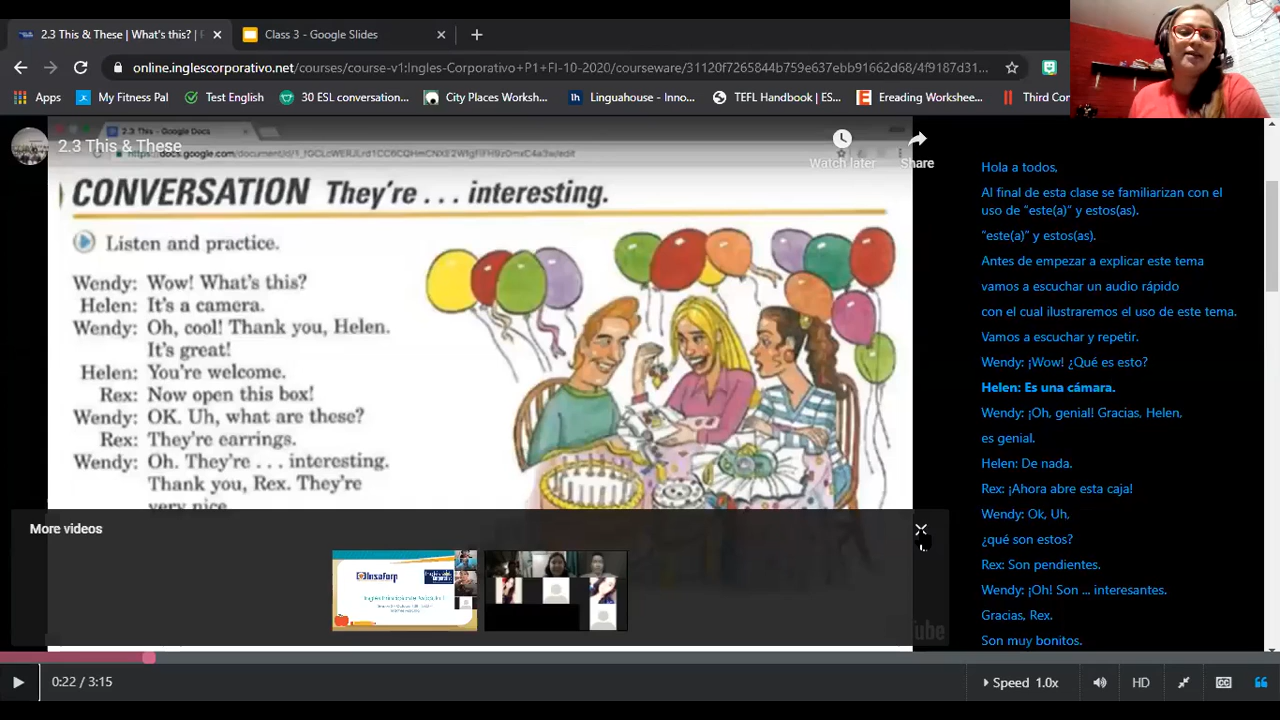 2.3 This & These | What's this? |
Class 3 - Google Slides
online.inglescorporativo.net/courses/course-v1:Ingles-Corporativo+P1+FI-10-2020/courseware/31120f7265844b759e637ebb91662d68/4f9187d31...
Apps
My Fitness Pal
Test English
30 ESL conversation...
City Places Worksh...
Linguahouse - Inno...
TEFL Handbook | ES...
Ereading Workshee...
Third Con
2.3 This - Google Docs
2.3 This & These
Watch later
Share
CONVERSATION They're . . . interesting.
Listen and practice.
Wendy: Wow! What's this?
Helen: It's a camera.
Wendy: Oh, cool! Thank you, Helen.
It's great!
Helen: You're welcome.
Rex: Now open this box!
Wendy: OK. Uh, what are these?
Rex: They're earrings.
Wendy: Oh. They're . . . interesting.
Thank you, Rex. They're
very nice
More videos
Insaforp
0:22 / 3:15
Speed 1.0x
HD
Hola a todos,
Al final de esta clase se familiarizan con el
uso de “este(a)” y estos(as).
“este(a)” y estos(as).
Antes de empezar a explicar este tema
vamos a escuchar un audio rápido
con el cual ilustraremos el uso de este tema.
Vamos a escuchar y repetir.
Wendy: ¡Wow! ¿Qué es esto?
Helen: Es una cámara.
Wendy: ¡Oh, genial! Gracias, Helen,
es genial.
Helen: De nada.
Rex: ¡Ahora abre esta caja!
Wendy: Ok, Uh,
¿qué son estos?
Rex: Son pendientes.
Wendy: ¡Oh! Son ... interesantes.
Gracias, Rex.
Son muy bonitos.